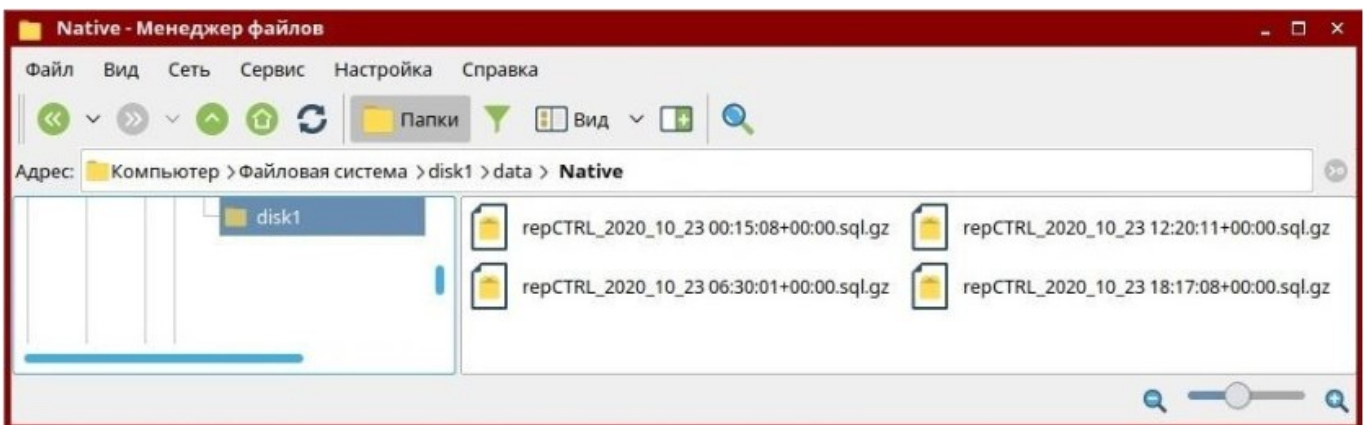 Native - Менеджер файлов
Файл Вид Сеть Сервис Настройка Справка
Папки Вид
Адрес: Компьютер > Файловая система > disk1 > data > Native
disk1
repCTRL_2020_10_23 00:15:08+00:00.sql.gz repCTRL_2020_10_23 12:20:11+00:00.sql.gz
repCTRL_2020_10_23 06:30:01+00:00.sql.gz repCTRL_2020_10_23 18:17:08+00:00.sql.gz